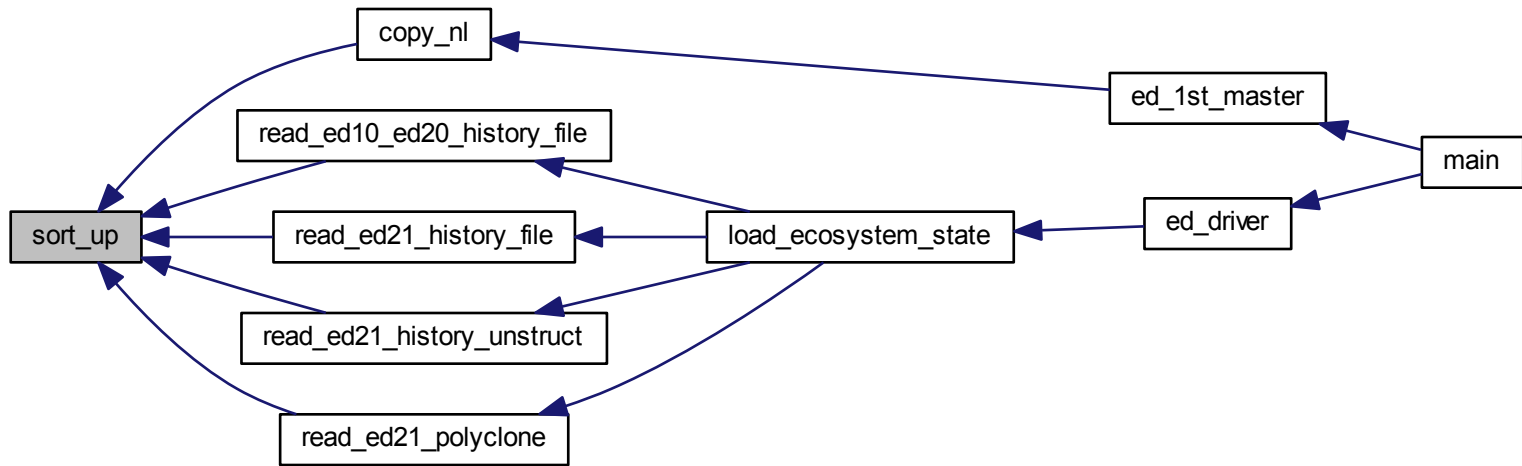 copy_nl
ed_1st_master
read_ed10_ed20_history_file
main
sort_up
read_ed21_history_file
load_ecosystem_state
ed_driver
read_ed21_history_unstruct
read_ed21_polyclone